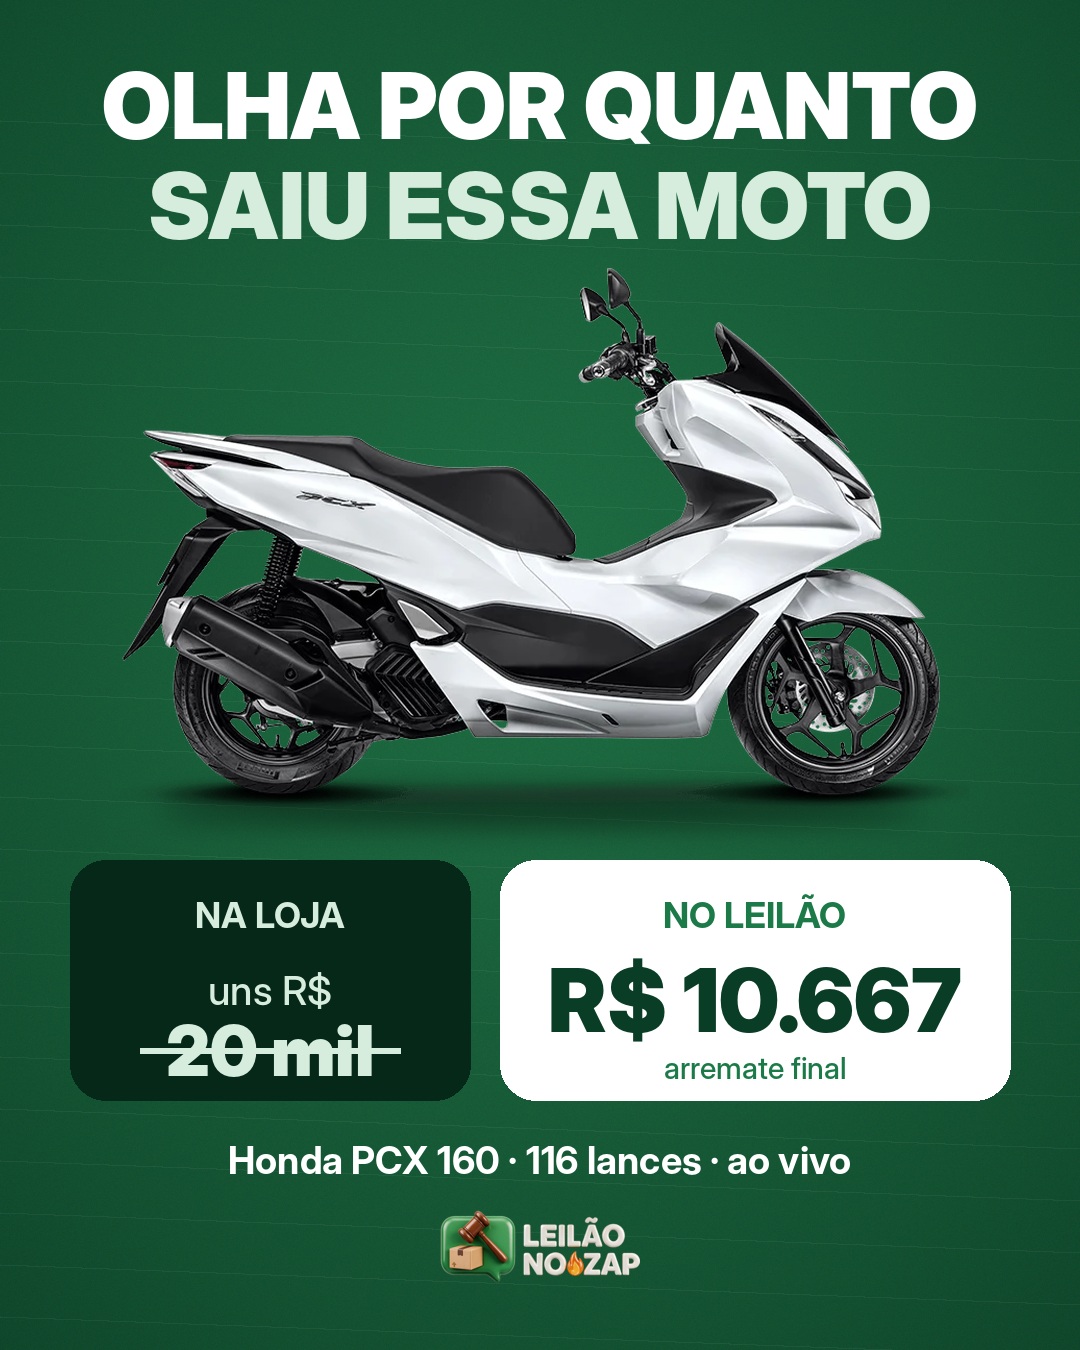 OLHA POR QUANTO
SAIU ESSA MOTO
PCX
NA LOJA
uns R$
20 mil
NO LEILÃO
R$ 10.667
arremate final
Honda PCX 160 · 116 lances · ao vivo
LEILÃO
NO ZAP